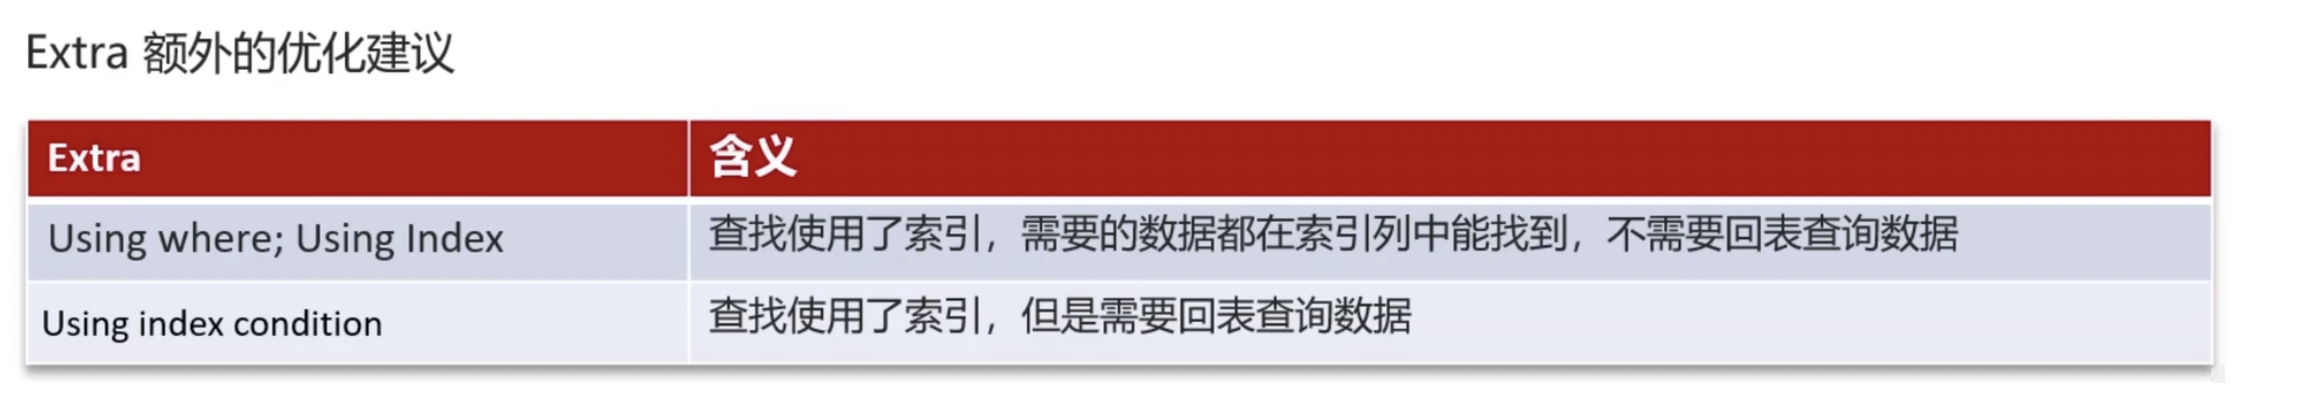 Extra 额外的优化建议
Extra 含义
Using where; Using Index 查找使用了索引，需要的数据都在索引列中能找到，不需要回表查询数据
Using index condition 查找使用了索引，但是需要回表查询数据